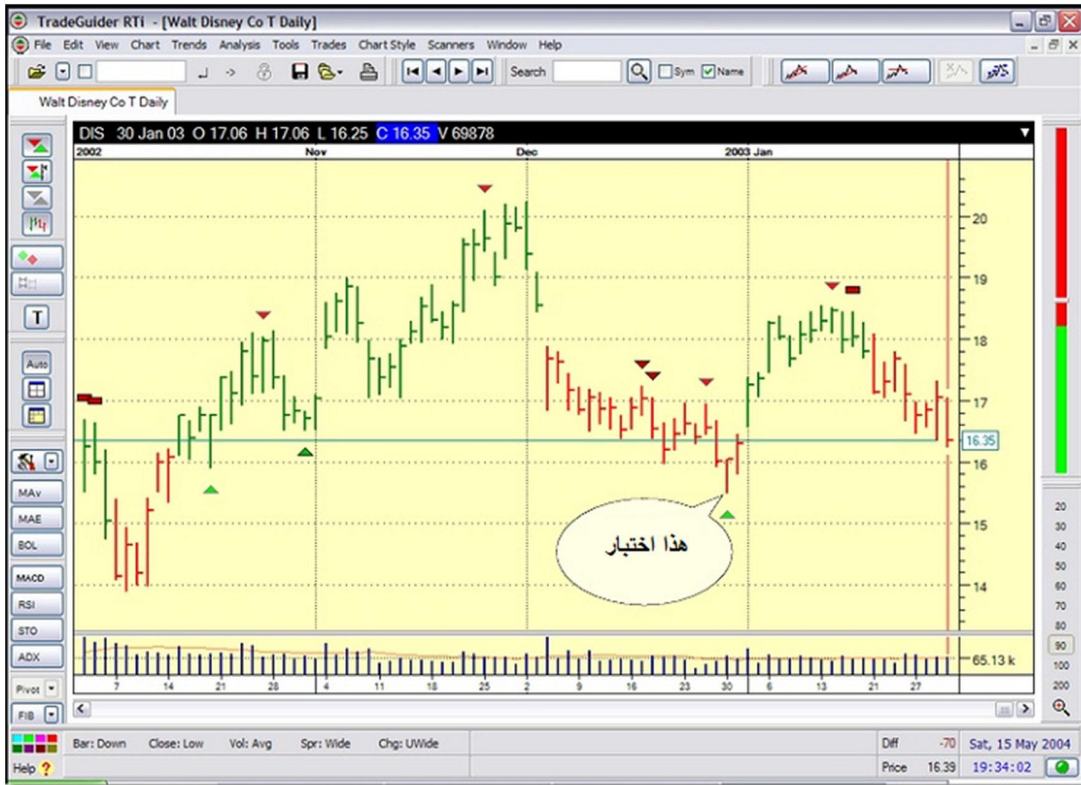 TradeGuider RTi - [Walt Disney Co T Daily]
File Edit View Chart Trends Analysis Tools Trades Chart Style Scanners Window Help
Search Sym Name
Walt Disney Co T Daily
DIS 30 Jan 03 O 17.06 H 17.06 L 16.25 C 16.35 V 69878
2002 Nov Dec 2003 Jan
20
19
18
17
16.35
16
15
14
هذا اختبار
65.13 k
7 14 21 28 4 11 18 25 2 9 16 23 30 6 13 21 27
T
Auto
MAv
MAE
BOL
MACD
RSI
STO
ADX
Pivot
FIB
20
30
40
50
60
70
80
90
100
200
Bar: Down Close: Low Vol: Avg Spr: Wide Chg: UWide Diff -70 Sat, 15 May 2004
Help ? Price 16.39 19:34:02